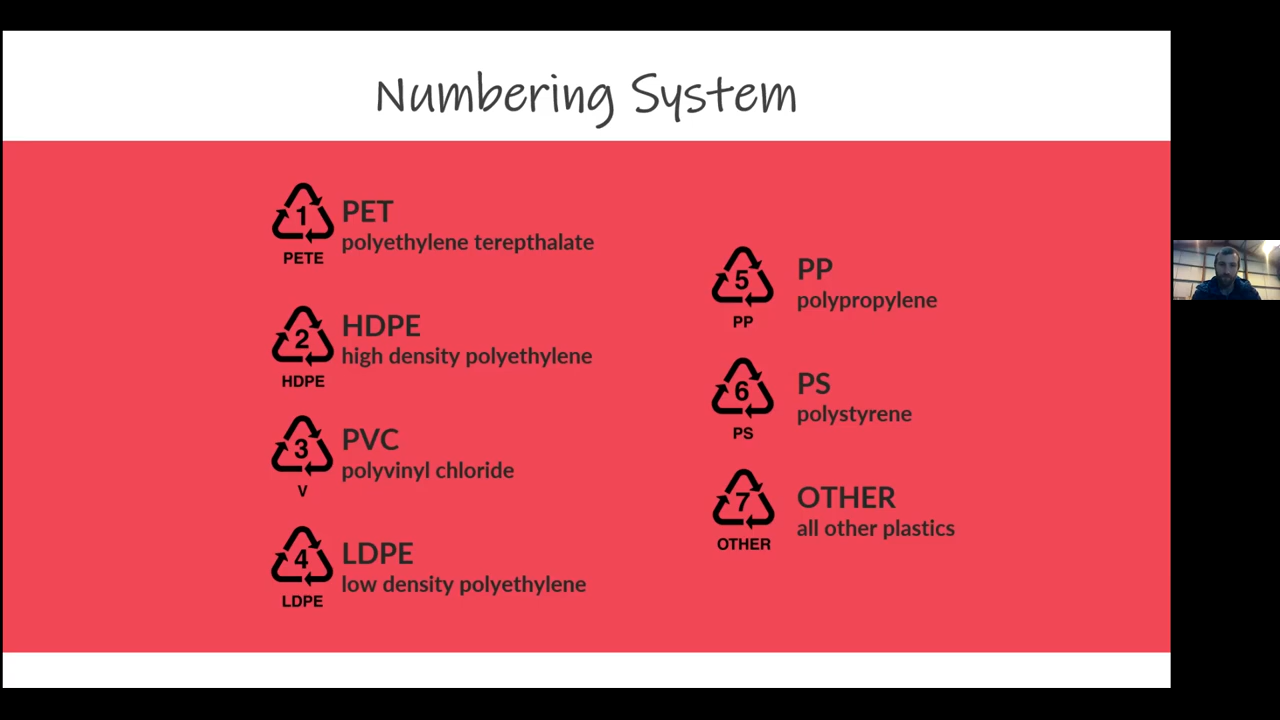 Numbering System
1
PETE
PET
polyethylene terepthalate
2
HDPE
HDPE
high density polyethylene
3
V
PVC
polyvinyl chloride
4
LDPE
LDPE
low density polyethylene
5
PP
PP
polypropylene
6
PS
PS
polystyrene
7
OTHER
OTHER
all other plastics